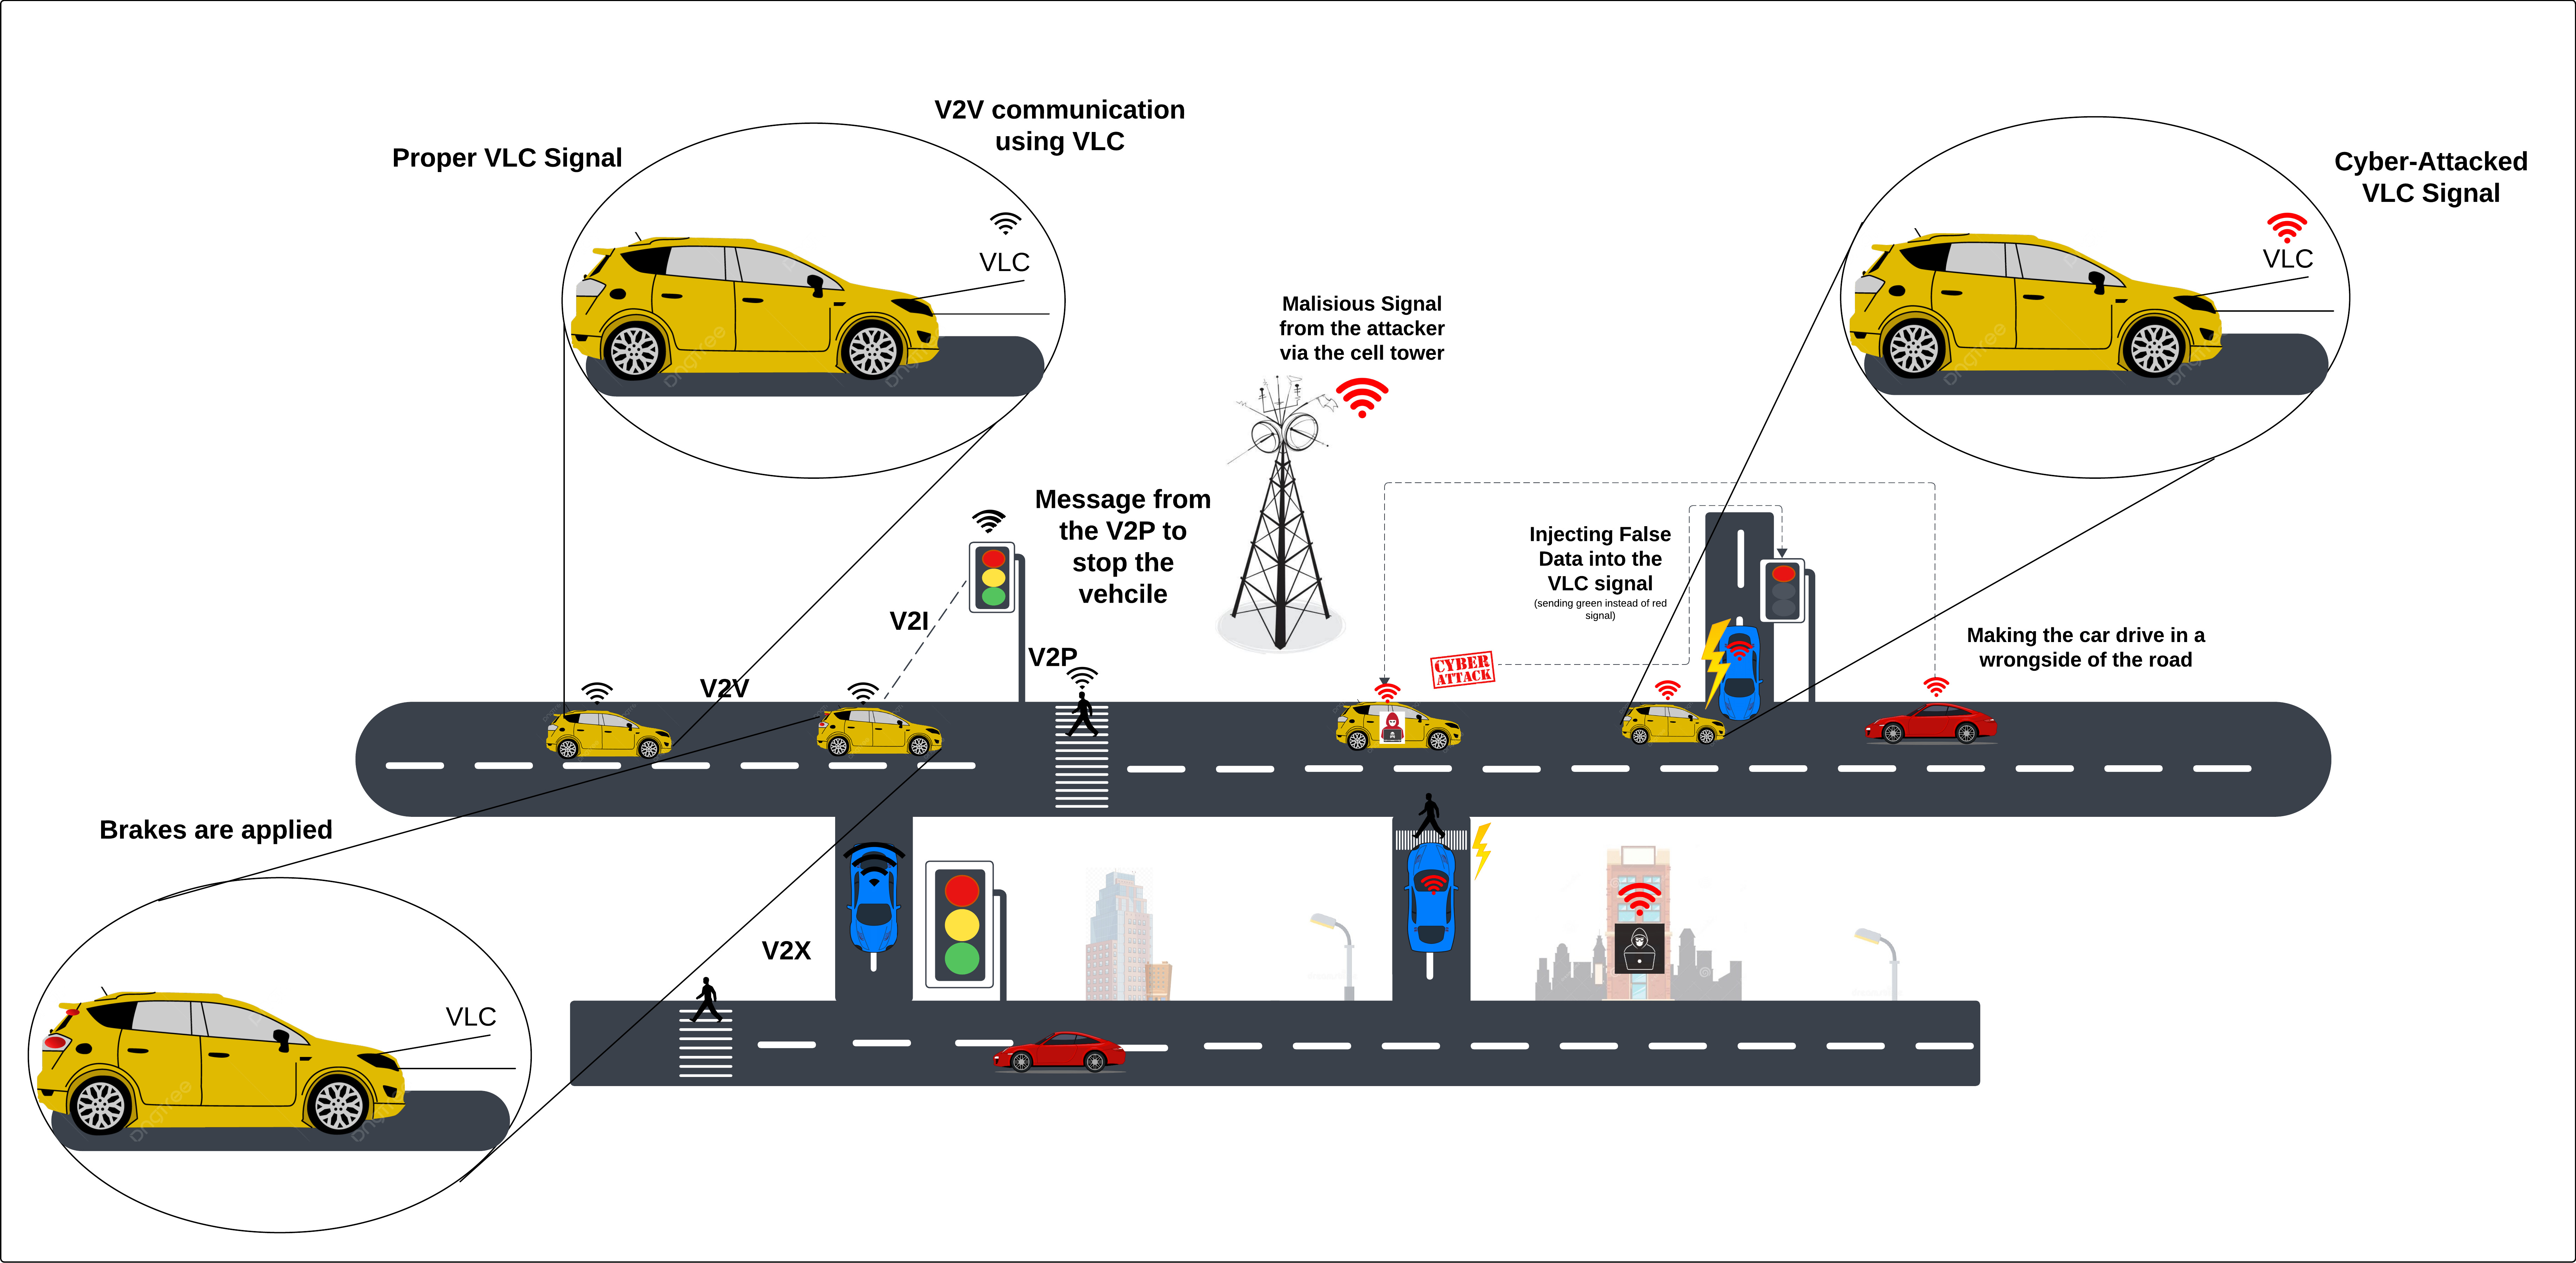 V2V communication
using VLC
Proper VLC Signal
VLC
Cyber-Attacked
VLC Signal
VLC
Malisious Signal
from the attacker
via the cell tower
Message from
the V2P to
stop the
vehcile
Injecting False
Data into the
VLC signal
(sending green instead of red
signal)
V2I
V2P
V2V
CYBER
ATTACK
Making the car drive in a
wrongside of the road
Brakes are applied
V2X
VLC